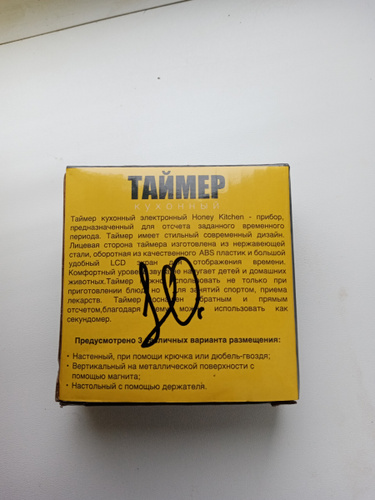 ТАЙМЕР
кухонный
Таймер кухонный электронный Honey Kitchen - прибор,
предназначенный для отсчета заданного временного
периода. Таймер имеет стильный современный дизайн.
Лицевая сторона таймера изготовлена из нержавеющей
стали, оборотная из качественного ABS пластик и большой
удобный LCD экран для отображения времени.
Комфортный уровень звука не напугает детей и домашних
животных.Таймер можно использовать не только при
приготовлении блюд, но для занятий спортом, приема
лекарств. Таймер оснащен обратным и прямым
отсчетом,благодаря чему можно использовать как
секундомер.
Предусмотрено 3 различных варианта размещения:
• Настенный, при помощи крючка или дюбель-гвоздя;
• Вертикальный на металлической поверхности с
помощью магнита;
• Настольный с помощью держателя.